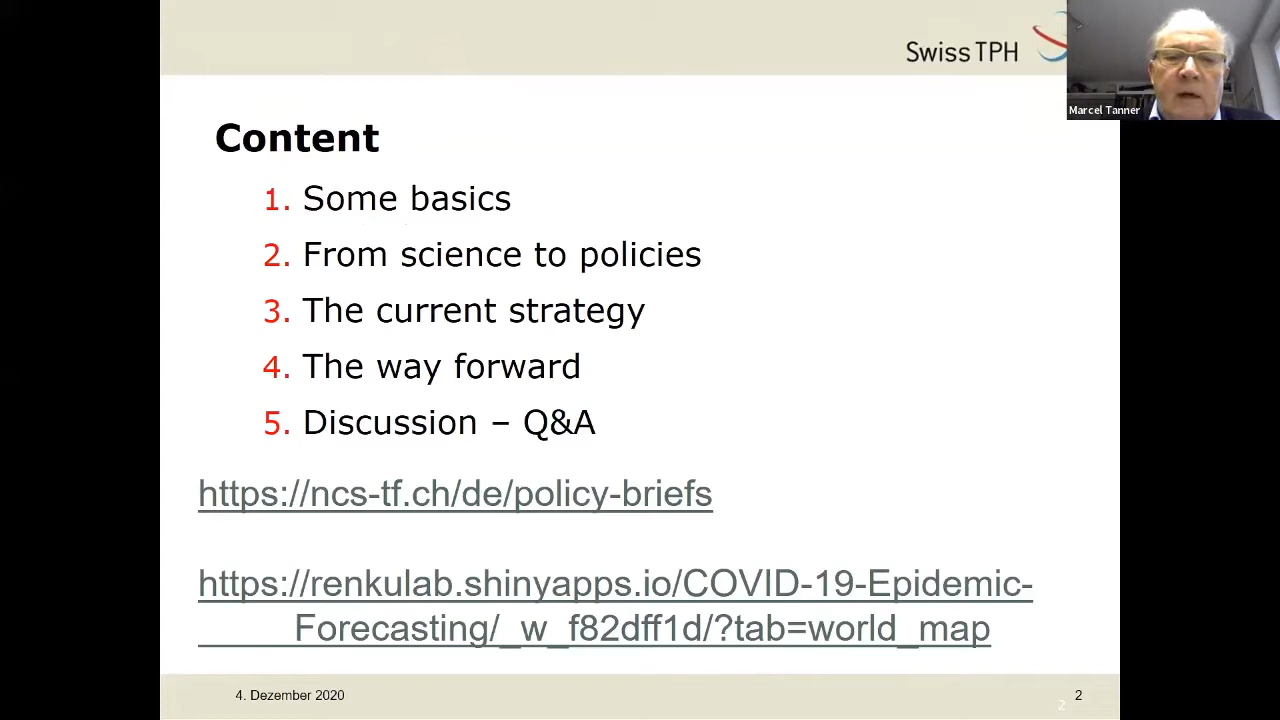 Swiss TPH
Marcel Tanner
Content
1. Some basics
2. From science to policies
3. The current strategy
4. The way forward
5. Discussion – Q&A
https://ncs-tf.ch/de/policy-briefs
https://renkulab.shinyapps.io/COVID-19-Epidemic-
Forecasting/_w_f82dff1d/?tab=world_map
4. Dezember 2020
2
2